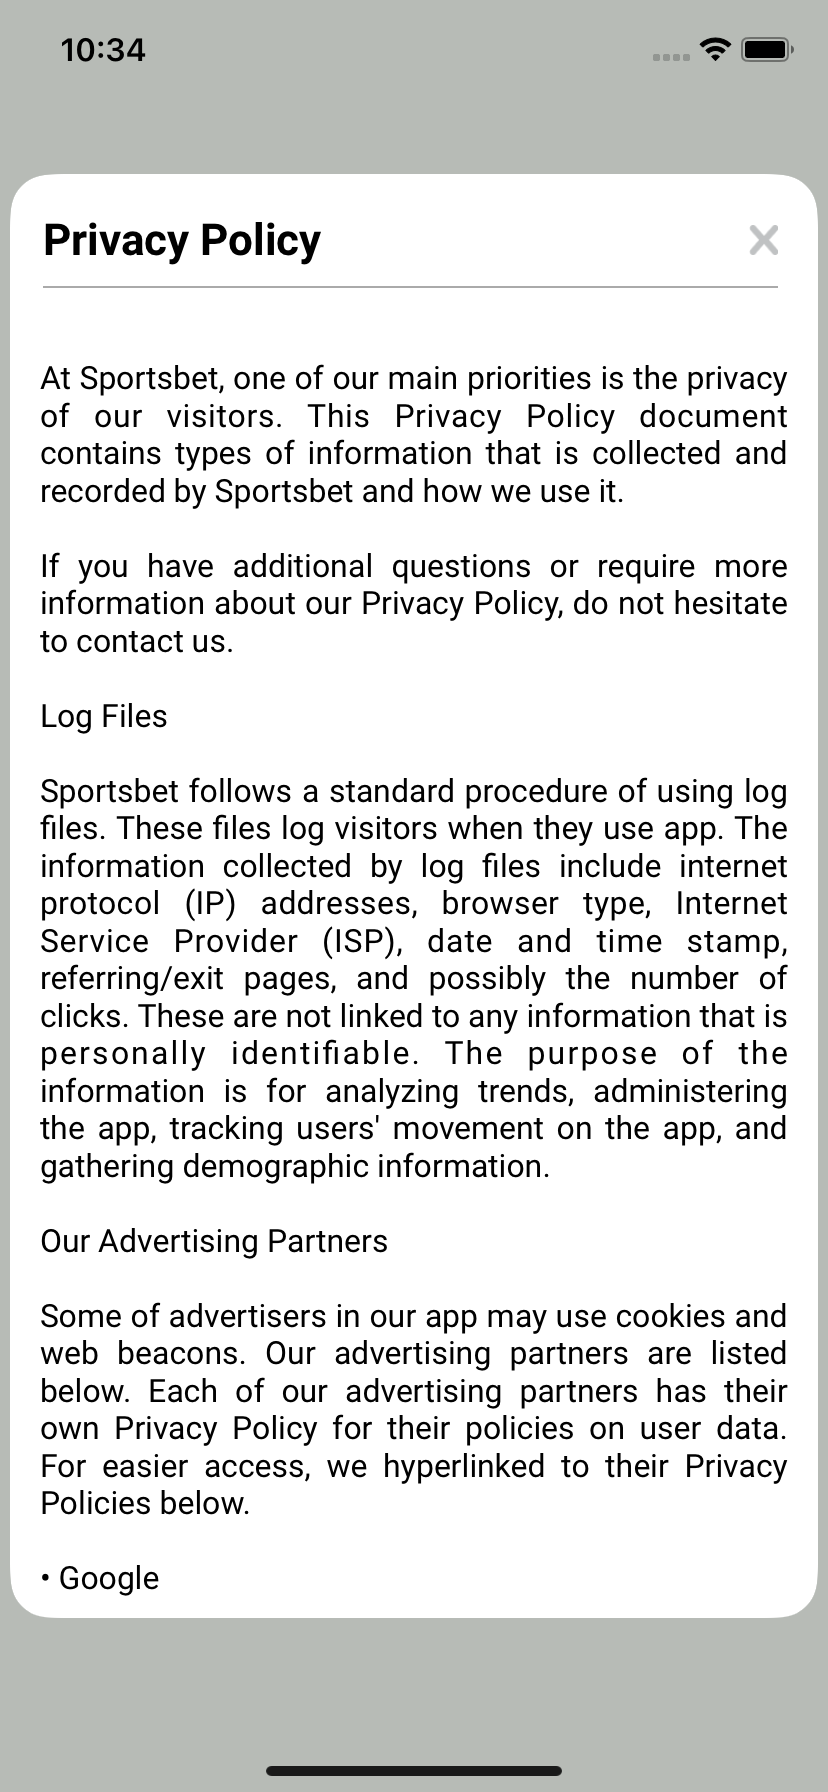 10:34
Privacy Policy
At Sportsbet, one of our main priorities is the privacy
of our visitors. This Privacy Policy document
contains types of information that is collected and
recorded by Sportsbet and how we use it.
If you have additional questions or require more
information about our Privacy Policy, do not hesitate
to contact us.
Log Files
Sportsbet follows a standard procedure of using log
files. These files log visitors when they use app. The
information collected by log files include internet
protocol (IP) addresses, browser type, Internet
Service Provider (ISP), date and time stamp,
referring/exit pages, and possibly the number of
clicks. These are not linked to any information that is
personally identifiable. The purpose of the
information is for analyzing trends, administering
the app, tracking users' movement on the app, and
gathering demographic information.
Our Advertising Partners
Some of advertisers in our app may use cookies and
web beacons. Our advertising partners are listed
below. Each of our advertising partners has their
own Privacy Policy for their policies on user data.
For easier access, we hyperlinked to their Privacy
Policies below.
• Google